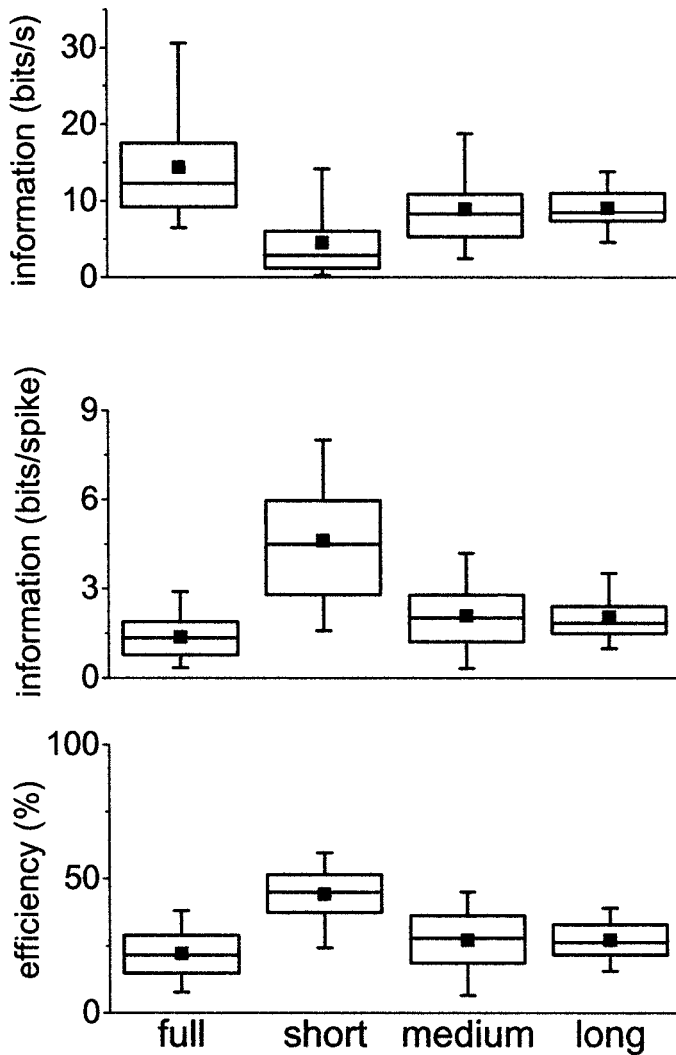 information (bits/s)
30
20
10
0
information (bits/spike)
9
6
3
0
efficiency (%)
100
50
0
full short medium long